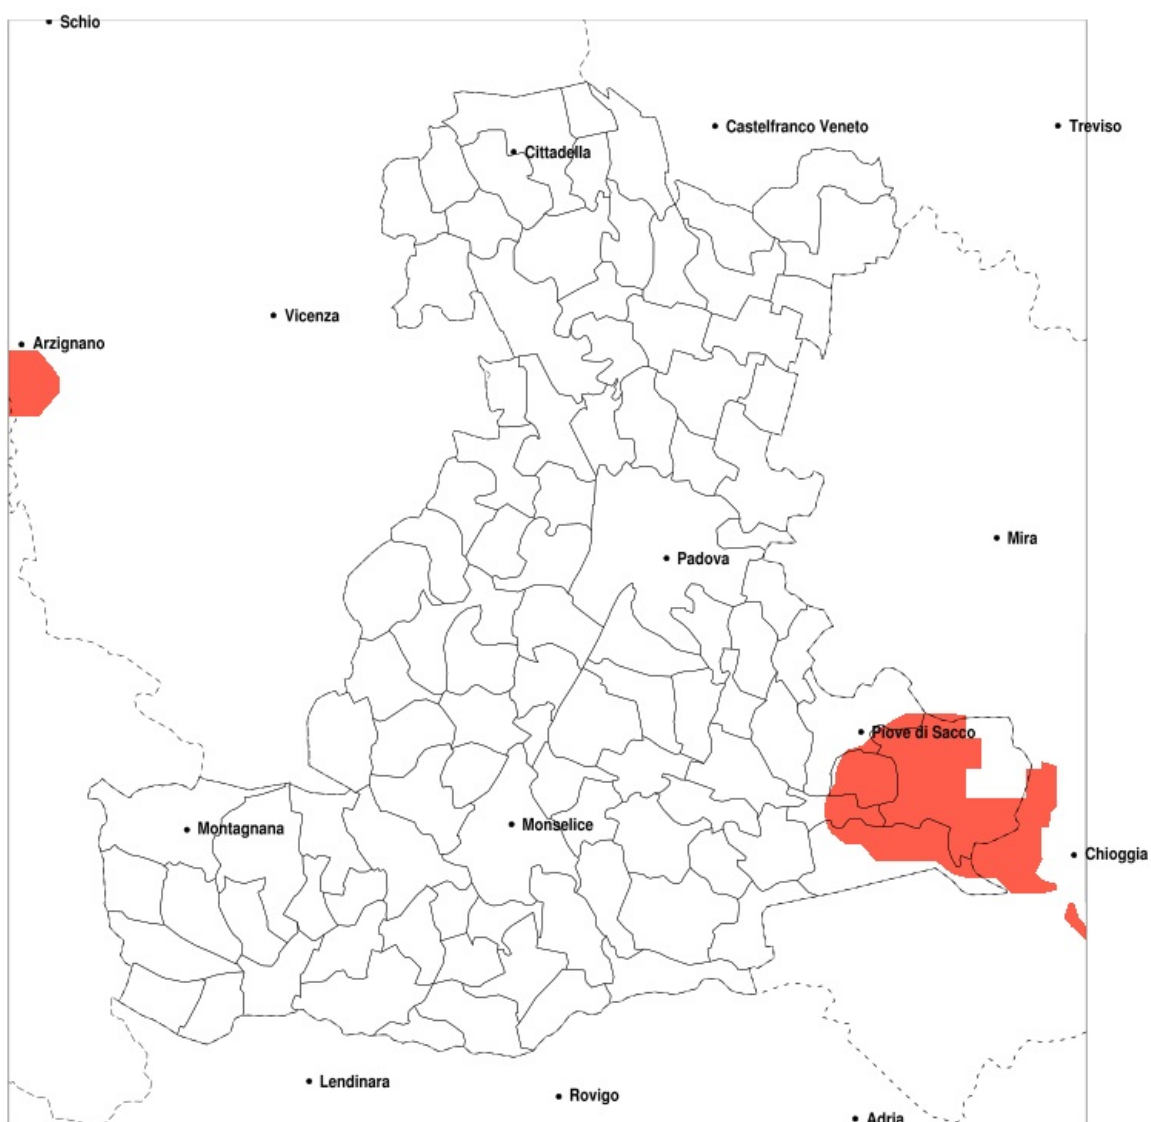 Schio
Castelfranco Veneto
Treviso
Cittadella
Vicenza
Arzignano
Mira
Padova
Piove di Sacco
Monselice
Montagnana
Chioggia
Lendinara
Rovigo
Adria